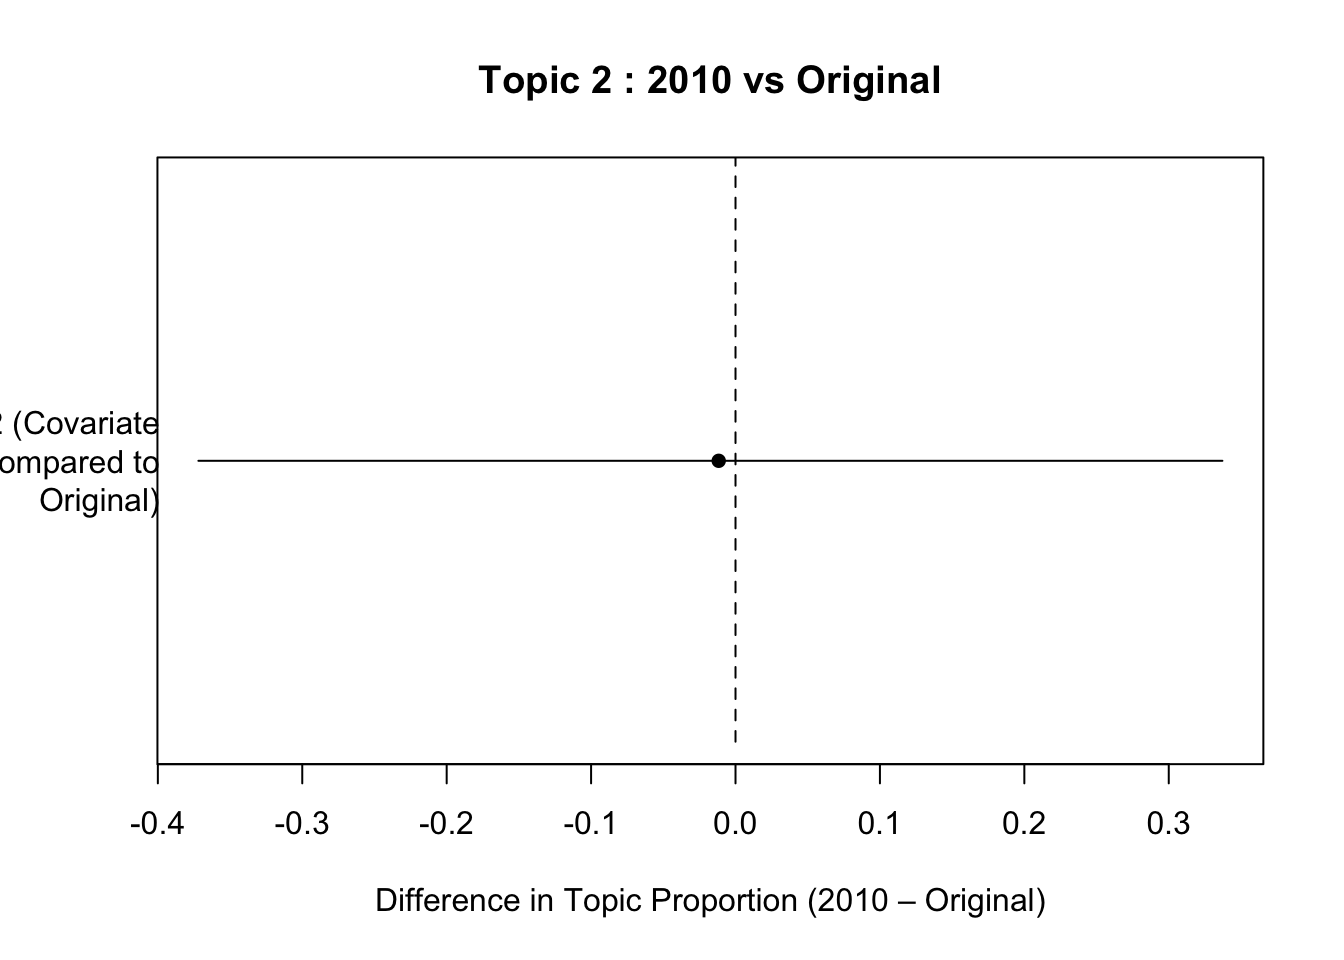 Topic 2 : 2010 vs Original
(Covariate
to
Original)
-0.4 -0.3 -0.2 -0.1 0.0 0.1 0.2 0.3
Difference in Topic Proportion (2010 – Original)